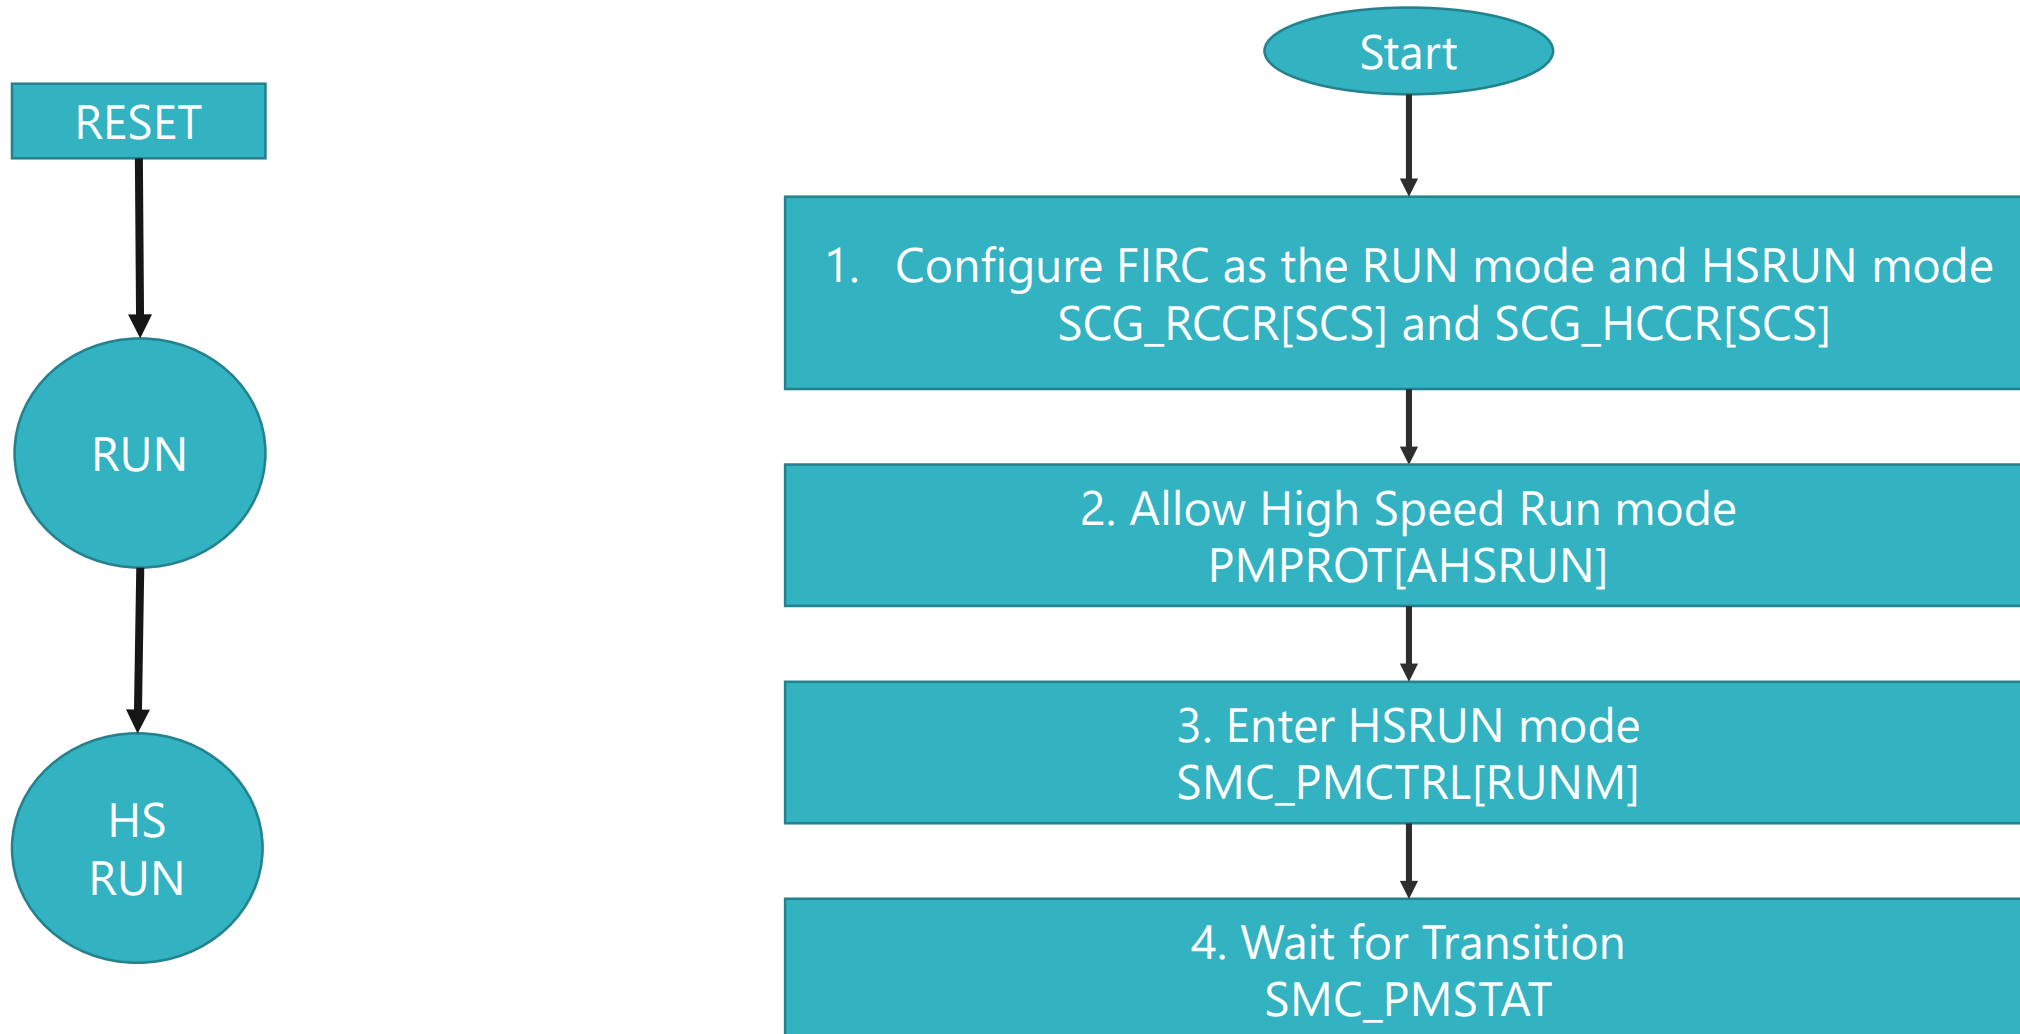 RESET
RUN
HS
RUN
Start
1. Configure FIRC as the RUN mode and HSRUN mode
SCG_RCCR[SCS] and SCG_HCCR[SCS]
2. Allow High Speed Run mode
PMPROT[AHSRUN]
3. Enter HSRUN mode
SMC_PMCTRL[RUNM]
4. Wait for Transition
SMC_PMSTAT